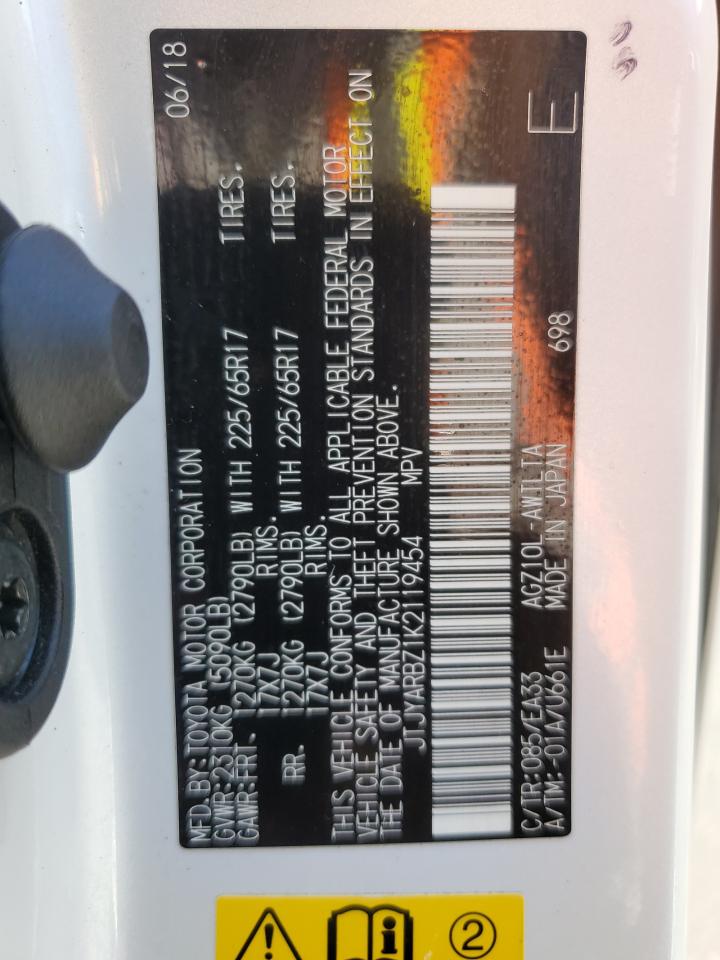 MFD.BY:TOYOTA MOTOR CORPORATION 06/18
GVWR:2310KG (5090LB)
GAWR:FRT. 1270KG (2790LB) WITH 225/65R17 TIRES.
17X7J RIMS.
RR. 1270KG (2790LB) WITH 225/65R17 TIRES.
17X7J RIMS
THIS VEHICLE CONFORMS TO ALL APPLICABLE FEDERAL MOTOR
VEHICLE SAFETY AND THEFT PREVENTION STANDARDS IN EFFECT ON
THE DATE OF MANUFACTURE SHOWN ABOVE.
JTJYARBZ1K2119454 MPV
C/TR:085/EA33 AGZ10L-AWTLTA
A/TM:-01A/U661E MADE IN JAPAN 698 E
i 2